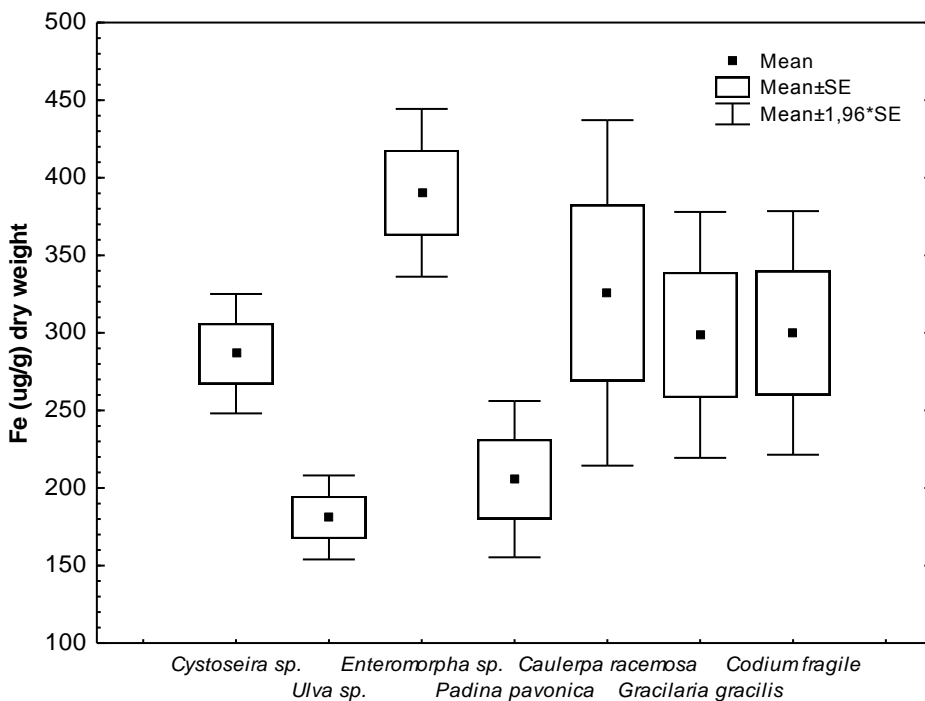 500
450
400
350
300
250
200
150
100
Fe (ug/g) dry weight
Mean
Mean±SE
Mean±1,96*SE
Cystoseira sp.
Enteromorpha sp.
Caulerpa racemosa
Codium fragile
Ulva sp.
Padina pavonica
Gracilaria gracilis